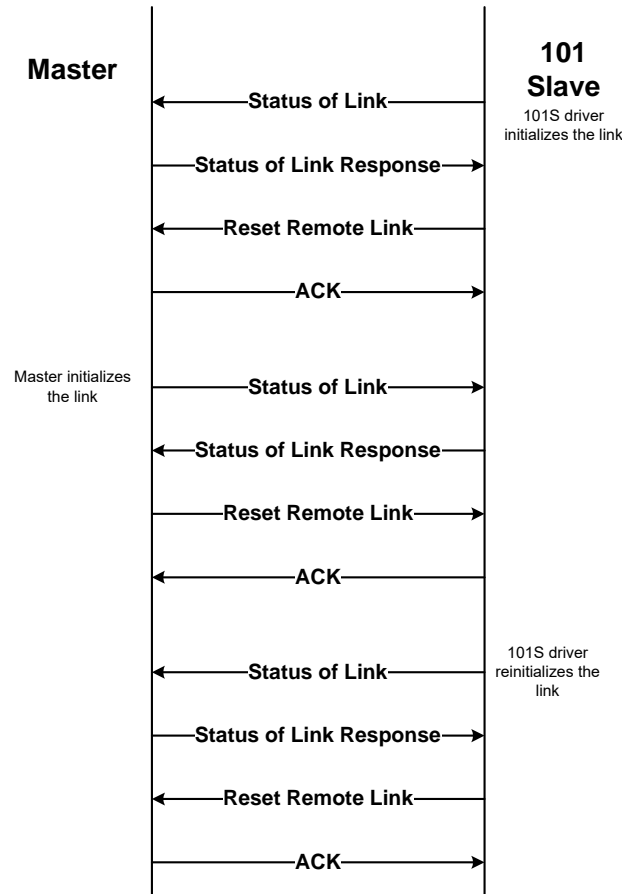 Master
101
Slave
Status of Link
101S driver
initializes the link
Status of Link Response
Reset Remote Link
ACK
Master initializes
the link
Status of Link
Status of Link Response
Reset Remote Link
ACK
101S driver
reinitializes the
link
Status of Link
Status of Link Response
Reset Remote Link
ACK